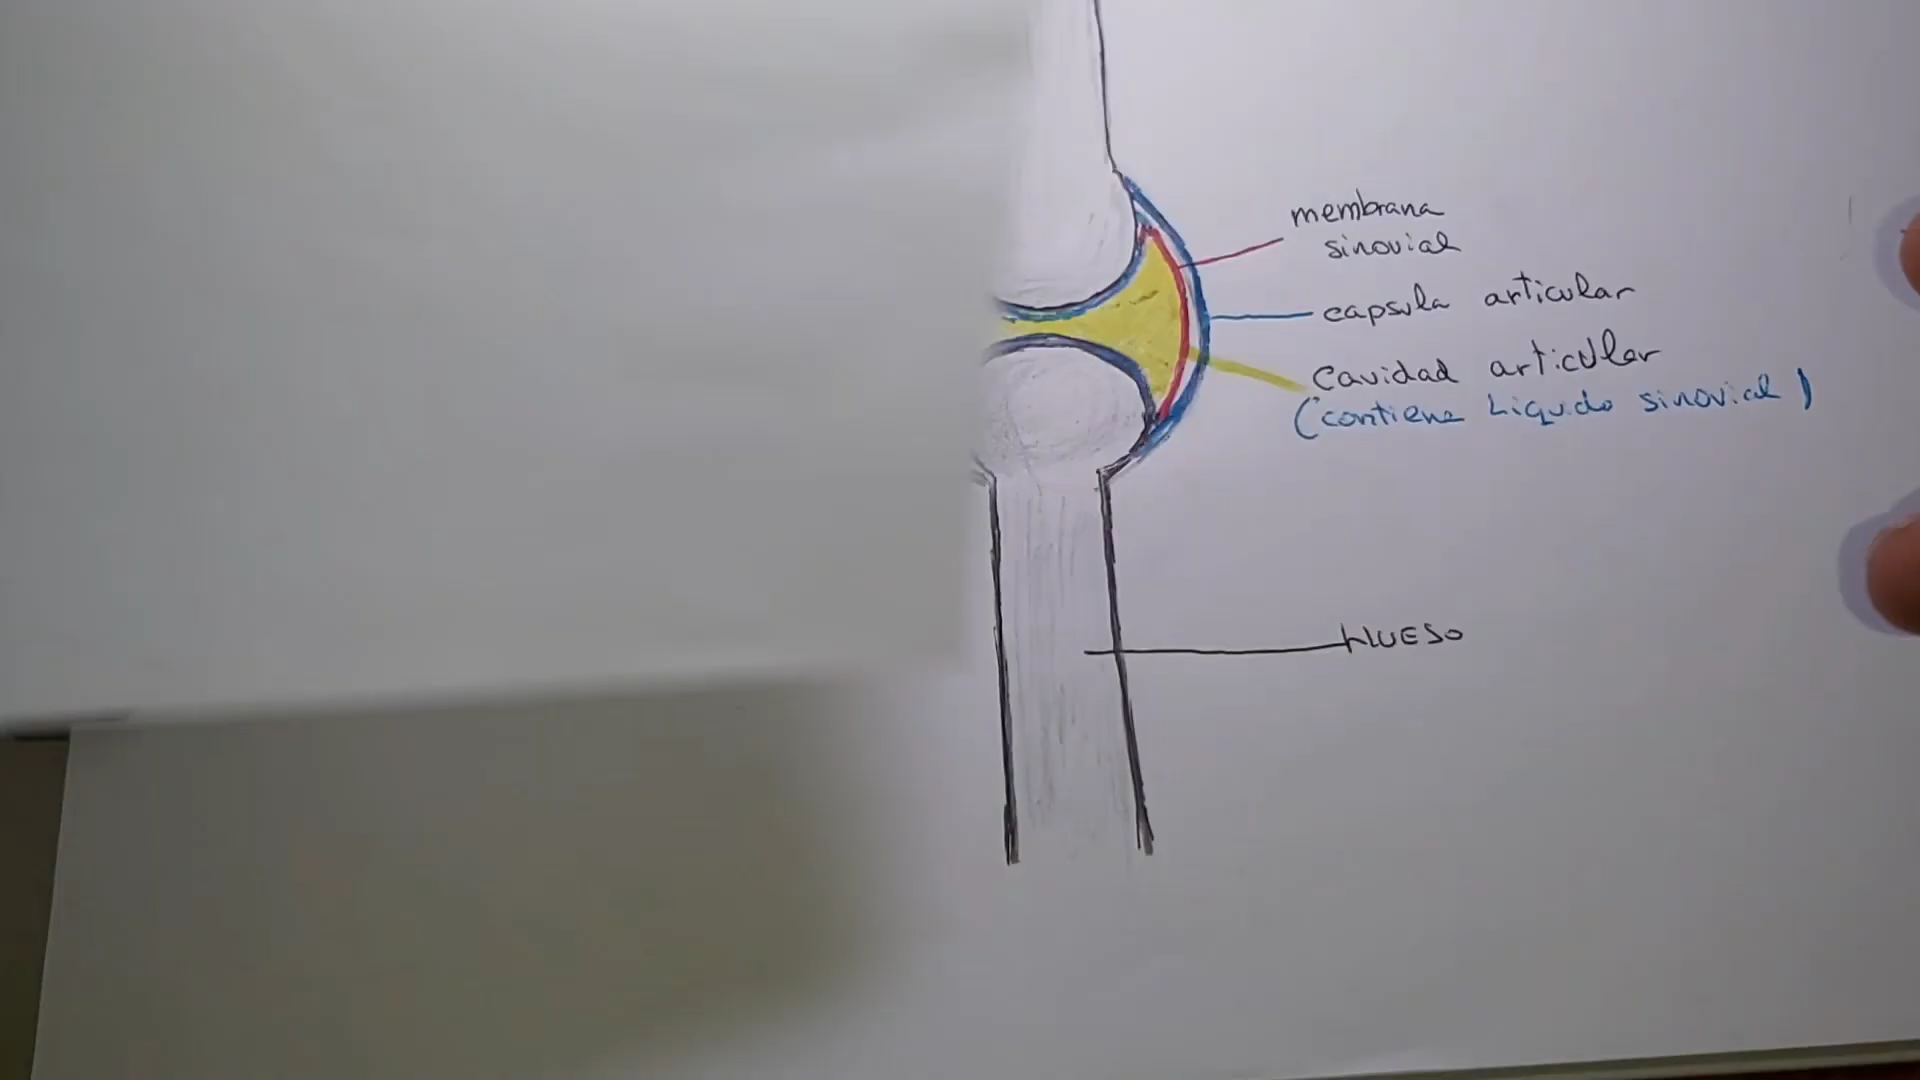 membrana
sinovial
capsula articular
cavidad articular
(contiene Liquido sinovial)
HUESO